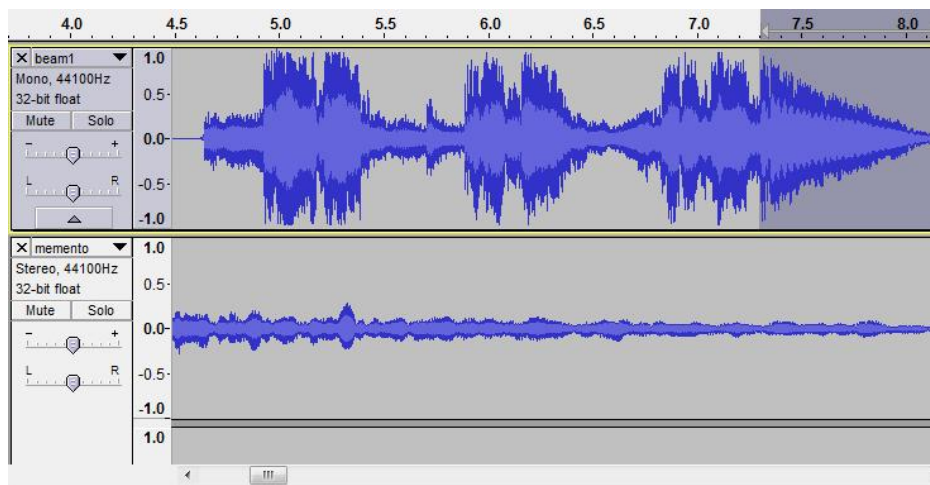 4.0 4.5 5.0 5.5 6.0 6.5 7.0 7.5 8.0
X beam1
Mono, 44100Hz
32-bit float
Mute Solo
- +
L R
1.0
0.5-
0.0-
-0.5-
-1.0
X memento
Stereo, 44100Hz
32-bit float
Mute Solo
- +
L R
1.0
0.5-
0.0-
-0.5-
-1.0
1.0